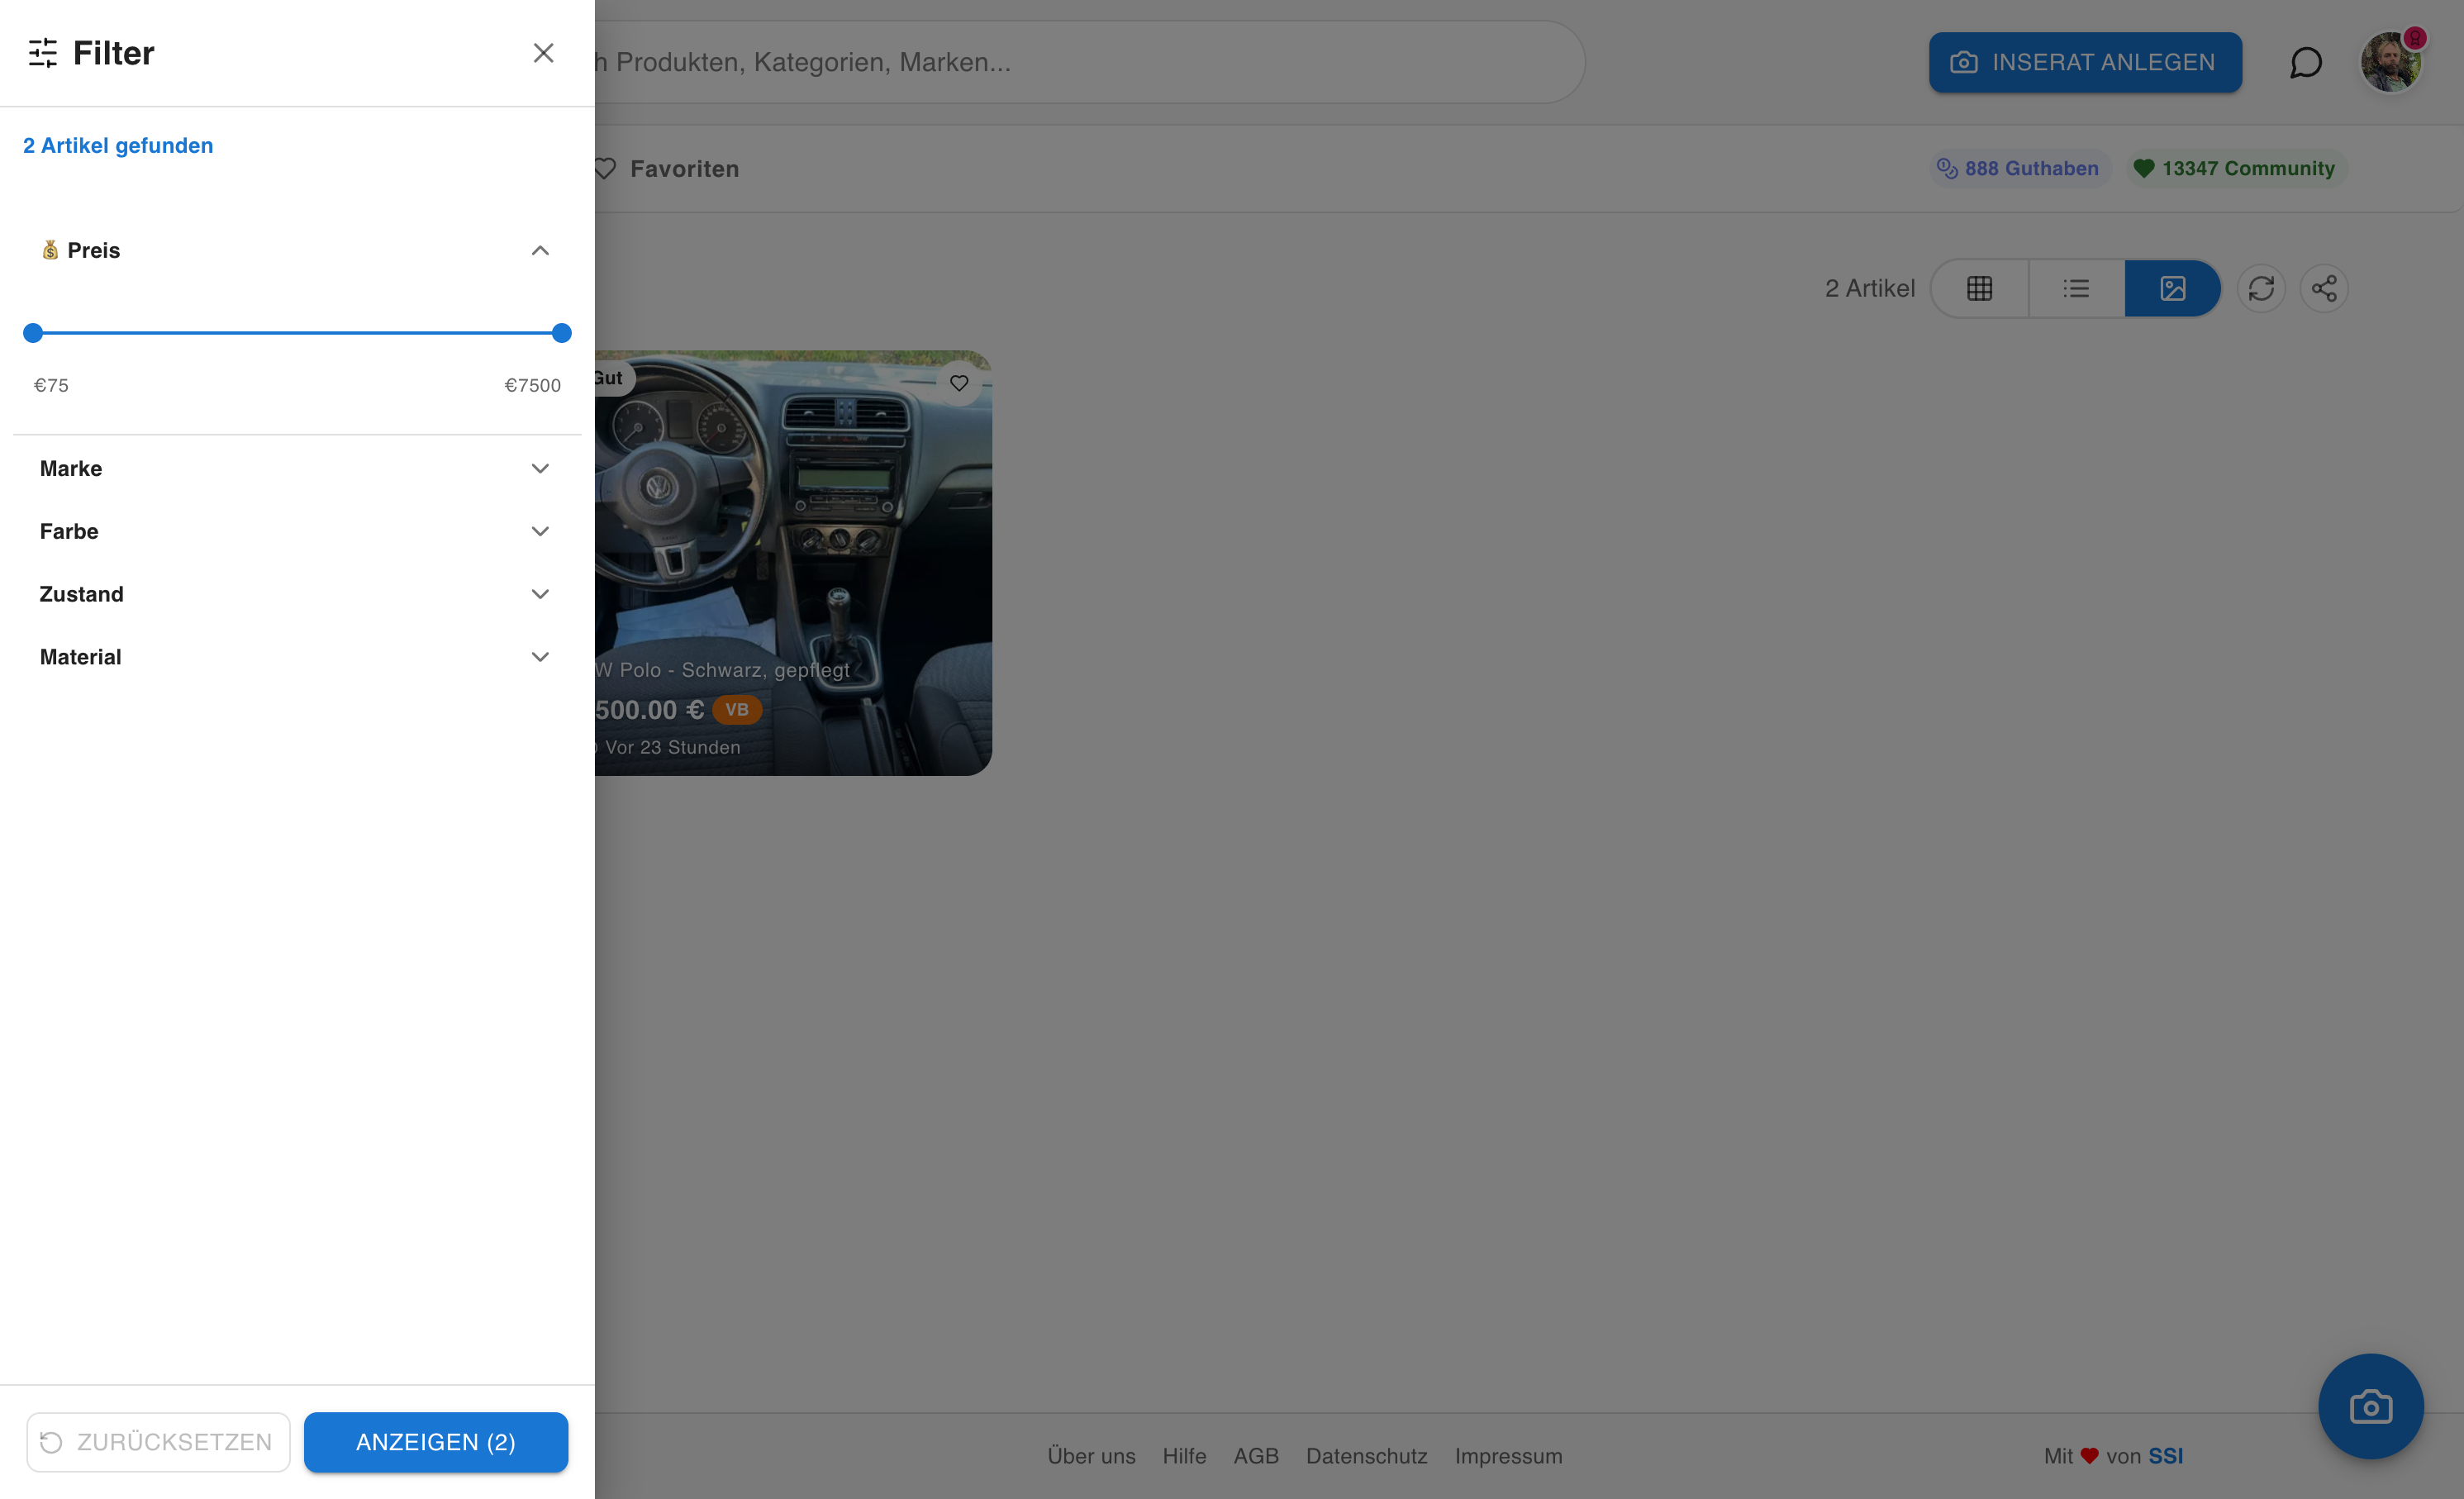 Filter
h Produkten, Kategorien, Marken...
INSERAT ANLEGEN
2 Artikel gefunden
Favoriten
888 Guthaben
13347 Community
Preis
2 Artikel
€75
€7500
Gut
Marke
Farbe
Zustand
Material
W Polo - Schwarz, gepflegt
500.00 €
VB
Vor 23 Stunden
ZURÜCKSETZEN
ANZEIGEN (2)
Über uns
Hilfe
AGB
Datenschutz
Impressum
Mit ❤ von SSI